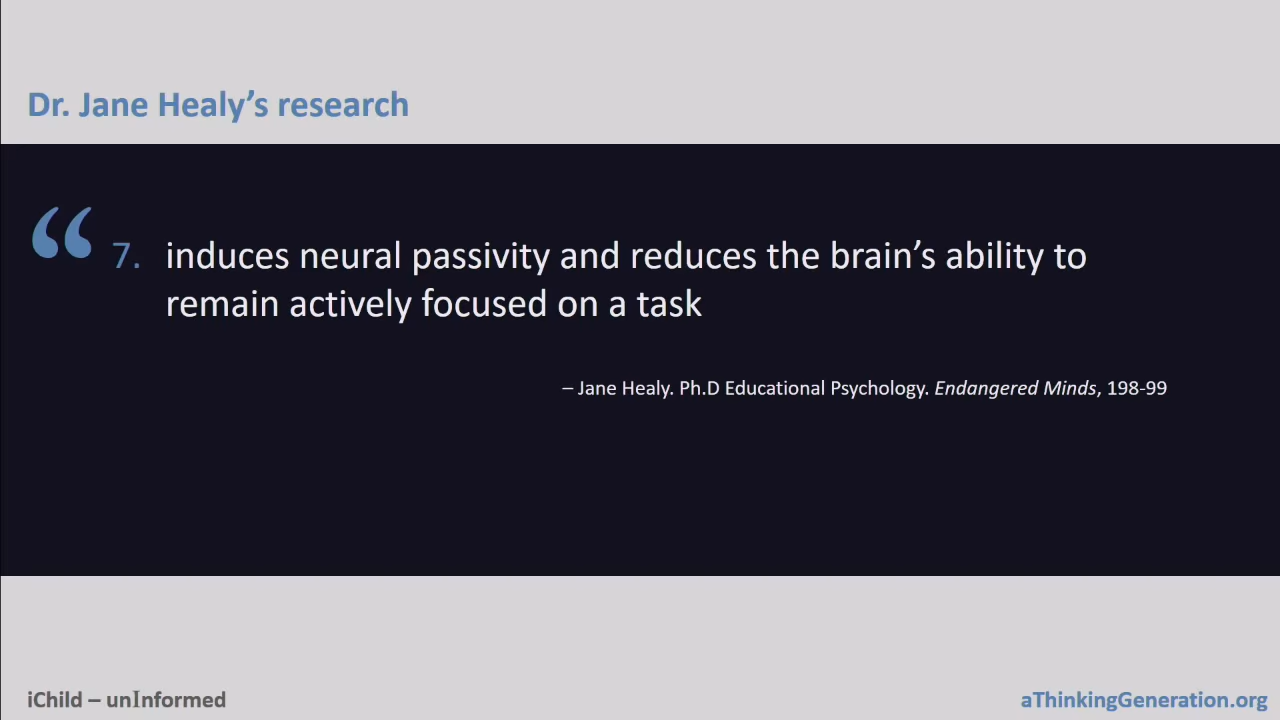 Dr. Jane Healy’s research
“
7. induces neural passivity and reduces the brain’s ability to
remain actively focused on a task
– Jane Healy. Ph.D Educational Psychology. Endangered Minds, 198-99
iChild – unInformed
aThinkingGeneration.org